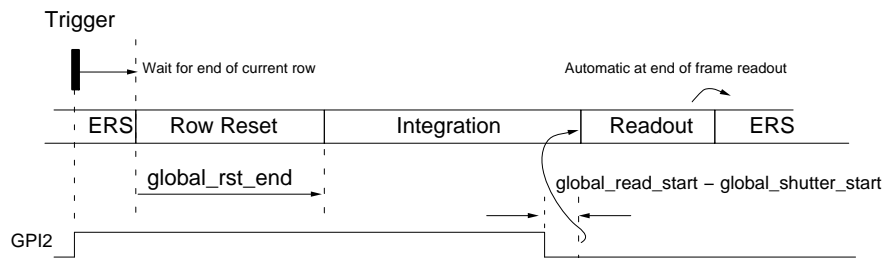 Trigger
Wait for end of current row
Automatic at end of frame readout
ERS Row Reset Integration Readout ERS
global_rst_end
global_read_start − global_shutter_start
GPI2